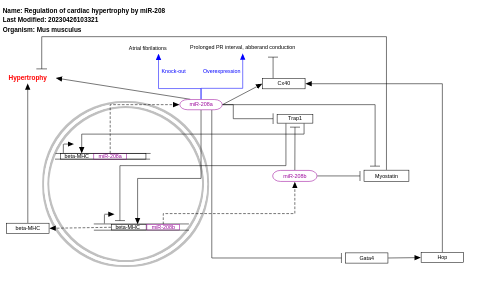 Name: Regulation of cardiac hypertrophy by miR-208
Last Modified: 20230426103321
Organism: Mus musculus
Atrial fibrilations
Prolonged PR interval, abberand conduction
Hypertrophy
Knock-out
Overexpression
Cx40
miR-208a
Trap1
beta-MHC
miR-208a
miR-208b
Myostatin
beta-MHC
beta-MHC
miR-208b
Gata4
Hop